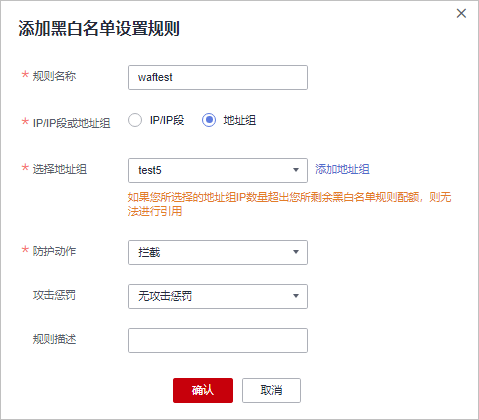 添加黑白名单设置规则
* 规则名称 waftest
* IP/IP段或地址组 IP/IP段 地址组
* 选择地址组 test5 添加地址组
如果您所选择的地址组IP数量超出您所剩余黑白名单规则配额，则无
法进行引用
* 防护动作 拦截
攻击惩罚 无攻击惩罚
规则描述
确认 取消